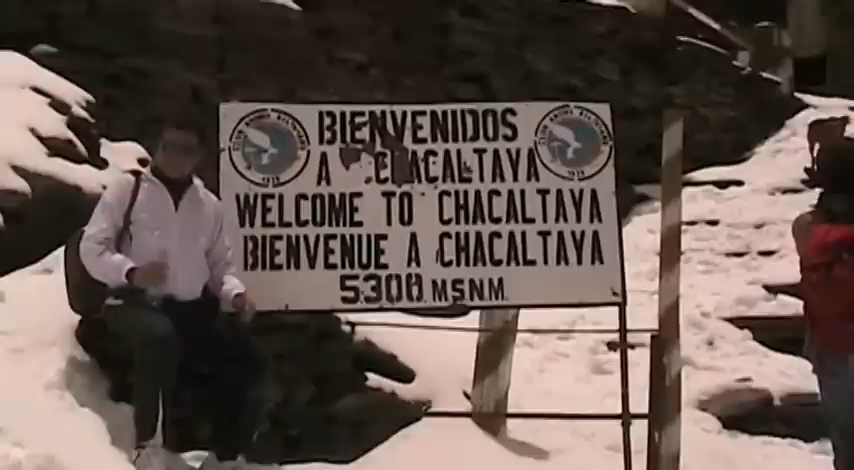 BIENVENIDOS
A CHACALTAYA
WELCOME TO CHACALTAYA
BIENVENUE A CHACALTAYA
5300 MSNM